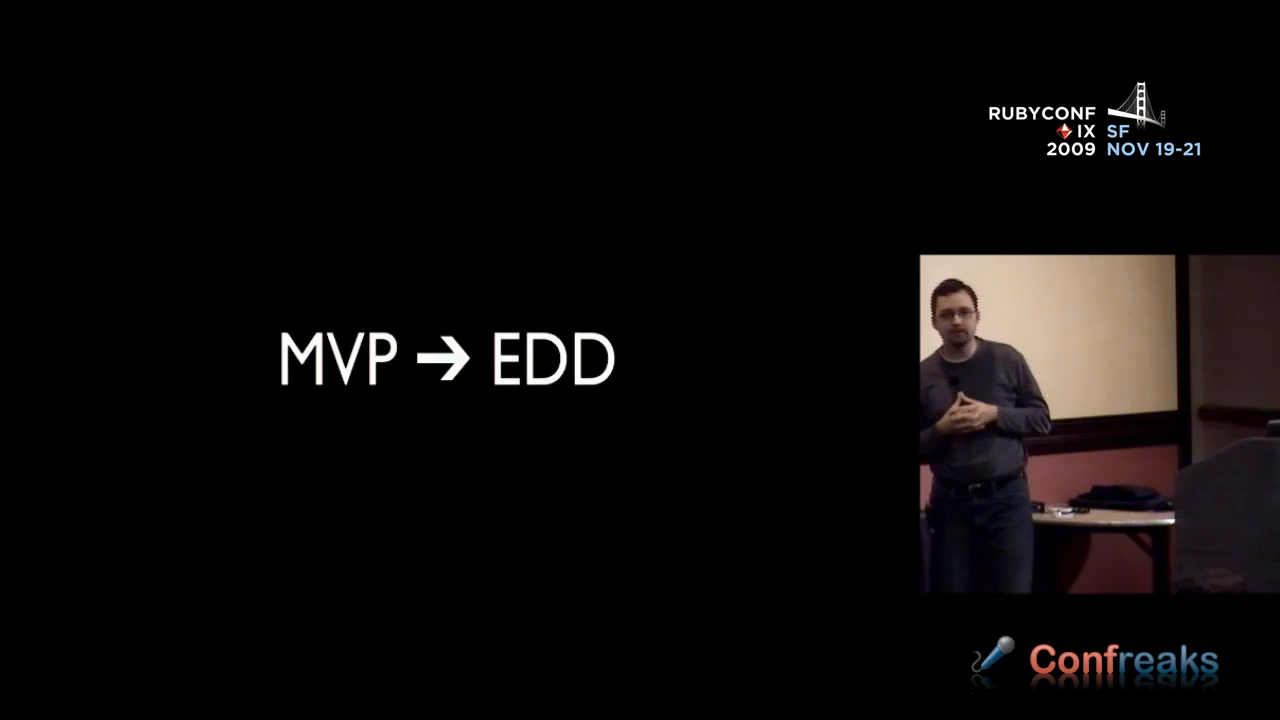 MVP → EDD
RUBYCONF
IX SF
2009 NOV 19-21
Confreaks